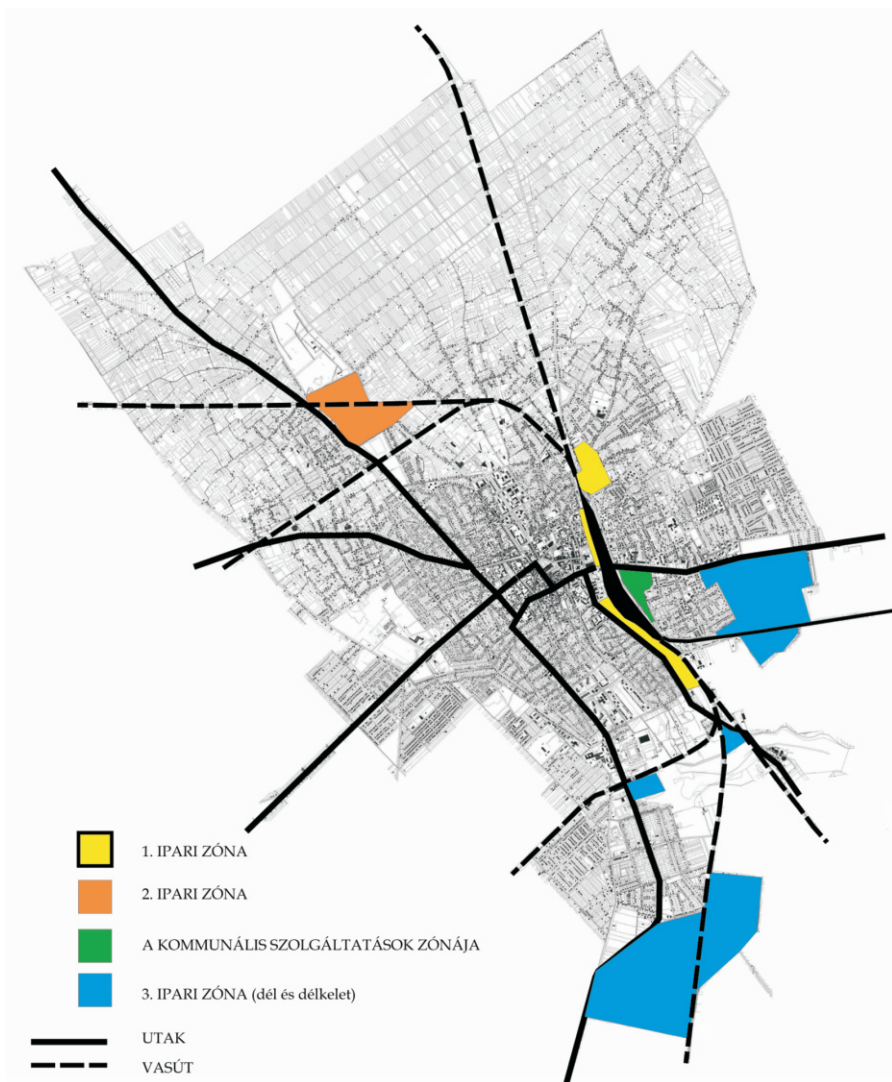 1. IPARI ZÓNA
2. IPARI ZÓNA
A KOMMUNÁLIS SZOLGÁLTATÁSOK ZÓNÁJA
3. IPARI ZÓNA (dél és délkelet)
UTAK
VASÚT